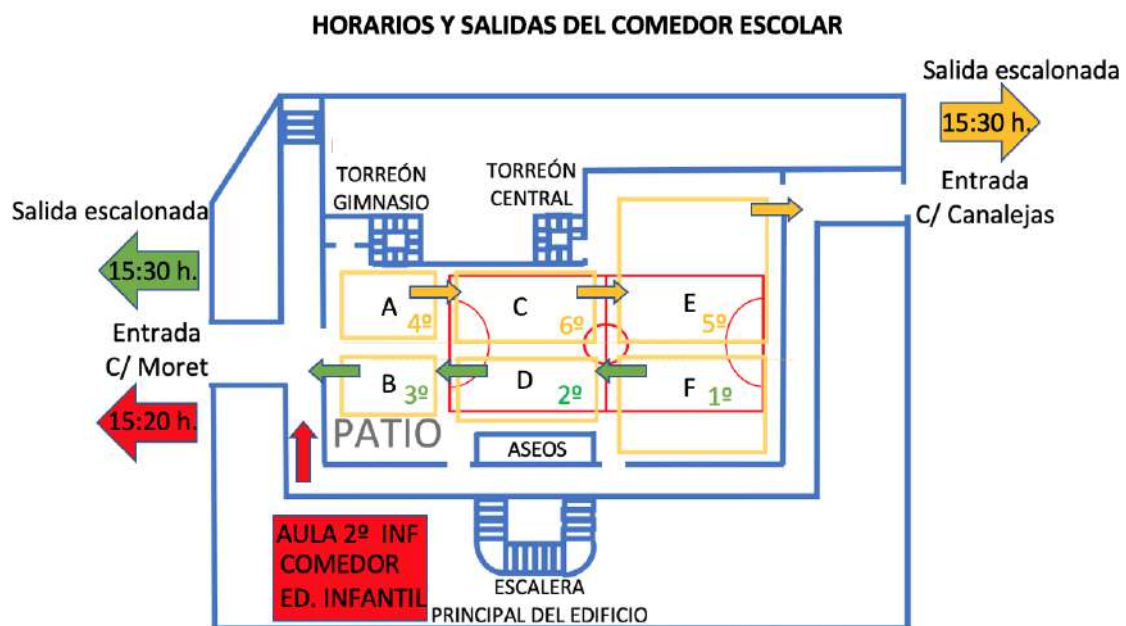 HORARIOS Y SALIDAS DEL COMEDOR ESCOLAR
Salida escalonada
15:30 h.
Entrada
C/ Canalejas
TORREÓN
GIMNASIO
TORREÓN
CENTRAL
Salida escalonada
15:30 h.
Entrada
C/ Moret
15:20 h.
A
4º
C
6º
E
5º
B
3º
D
2º
F
1º
PATIO
ASEOS
AULA 2º INF
COMEDOR
ED. INFANTIL
ESCALERA
PRINCIPAL DEL EDIFICIO